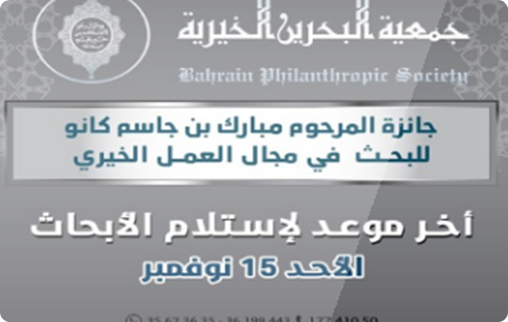 جمعية البحرين الخيرية
Bahrain Philanthropic Society
جائزة المرحوم مبارك بن جاسم كانو
للبحث في مجال العمل الخيري
أخر موعد لإستلام الأبحاث
الأحد 15 نوفمبر